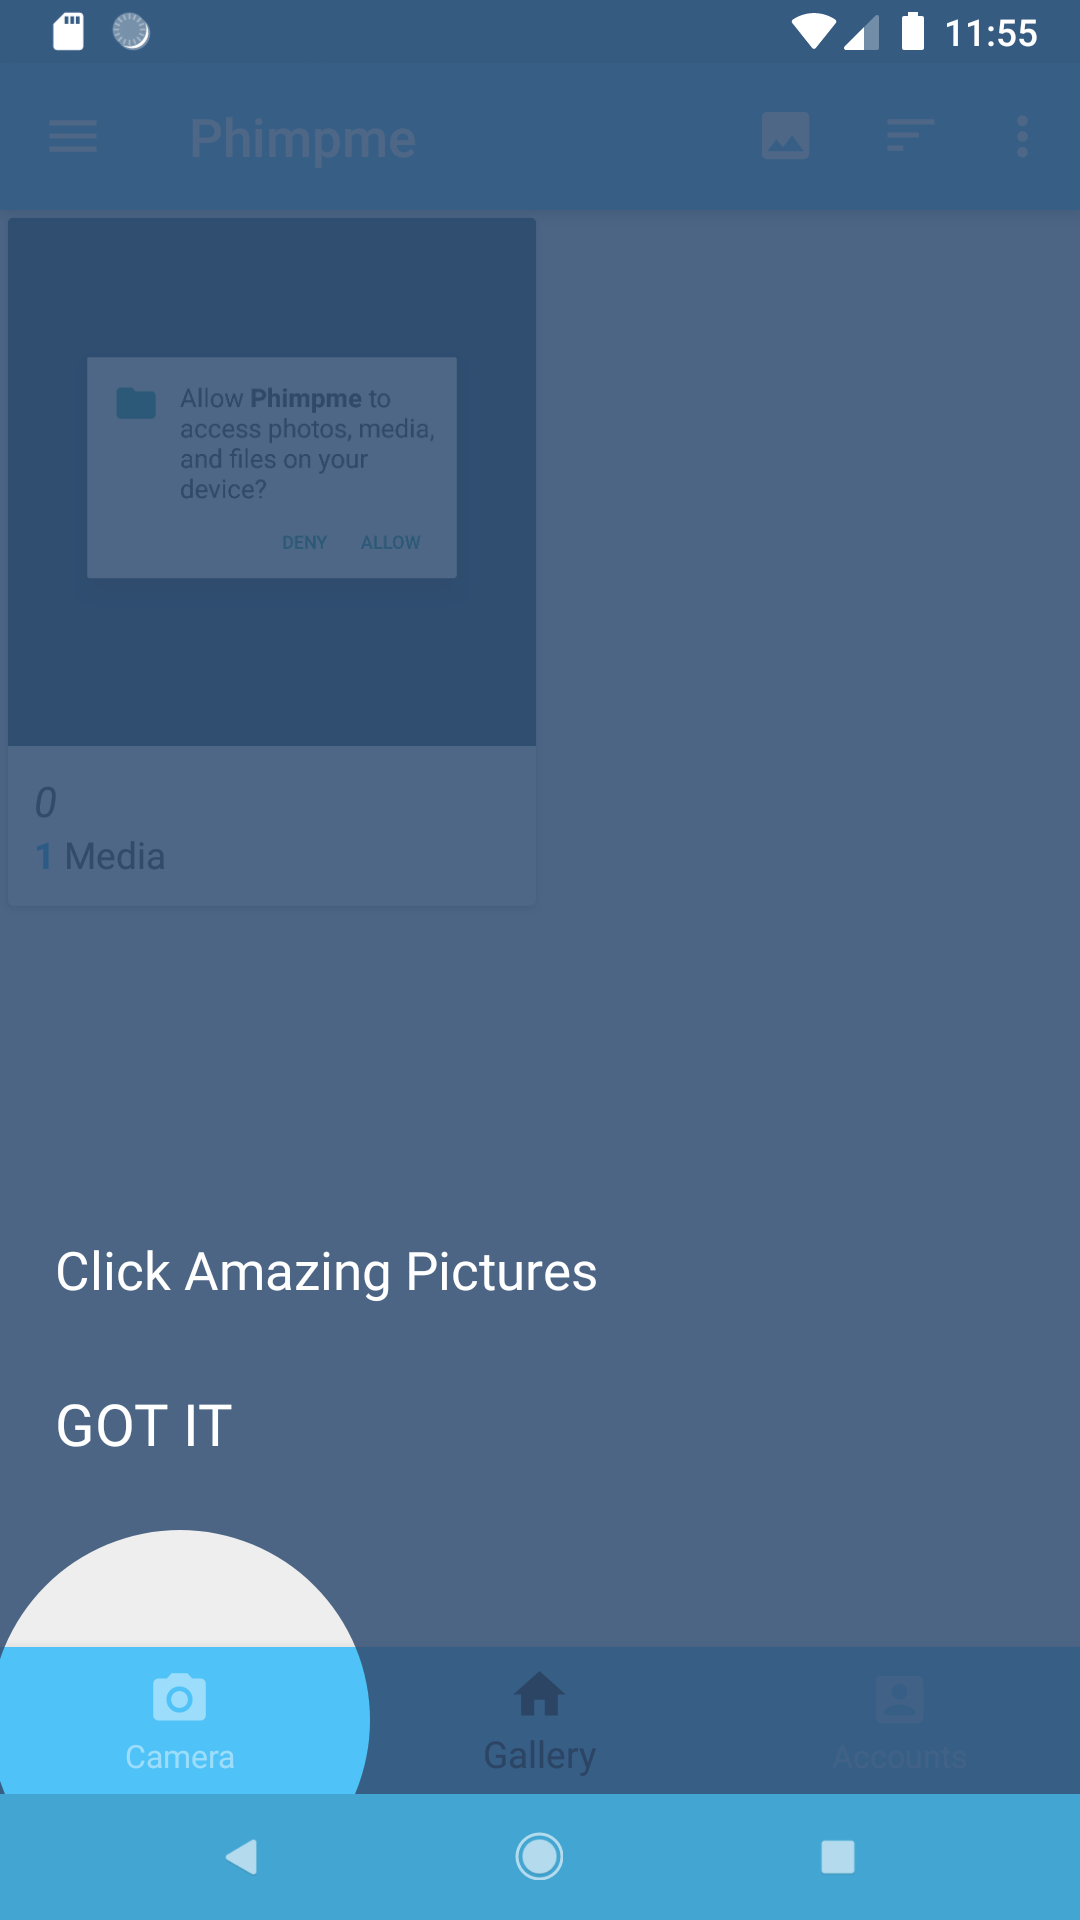 11:55
Phimpme
Allow Phimpme to
access photos, media,
and files on your
device?
DENY ALLOW
0
1 Media
Click Amazing Pictures
GOT IT
Camera Gallery Accounts